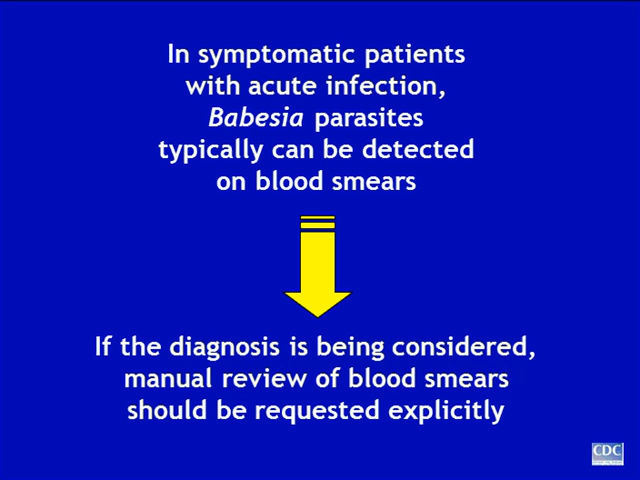 In symptomatic patients
with acute infection,
Babesia parasites
typically can be detected
on blood smears
If the diagnosis is being considered,
manual review of blood smears
should be requested explicitly
CDC